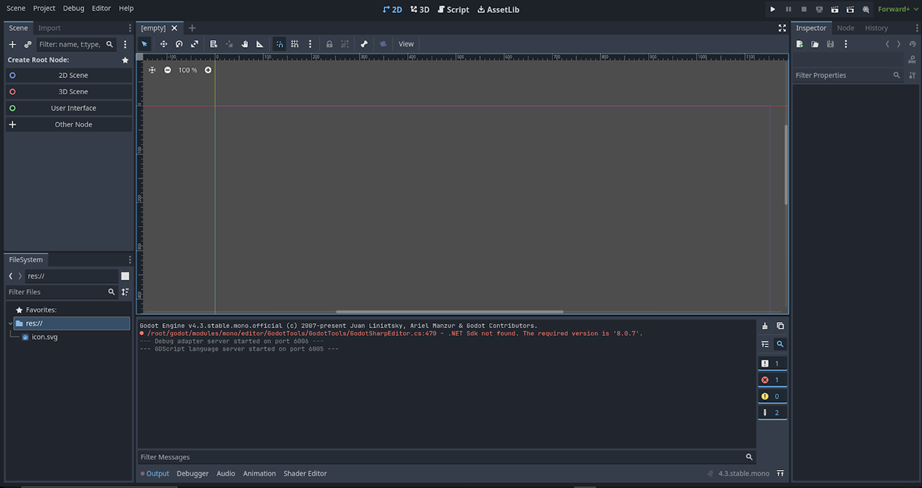 Scene Project Debug Editor Help
2D 3D Script AssetLib
Forward+
Scene Import
Filter: name, t:type,
Create Root Node:
2D Scene
3D Scene
User Interface
Other Node
[empty]
View
100 %
FileSystem
res://
Filter Files
Favorites:
res://
icon.svg
Godot Engine v4.3.stable.mono.official (c) 2007-present Juan Linietsky, Ariel Manzur & Godot Contributors.
/root/godot/modules/mono/editor/GodotTools/GodotTools/GodotSharpEditor.cs:479 - .NET Sdk not found. The required version is '8.0.7'.
--- Debug adapter server started on port 6006 ---
--- GDScript language server started on port 6005 ---
1
1
0
2
Filter Messages
Output Debugger Audio Animation Shader Editor
4.3.stable.mono
Inspector Node History
Filter Properties